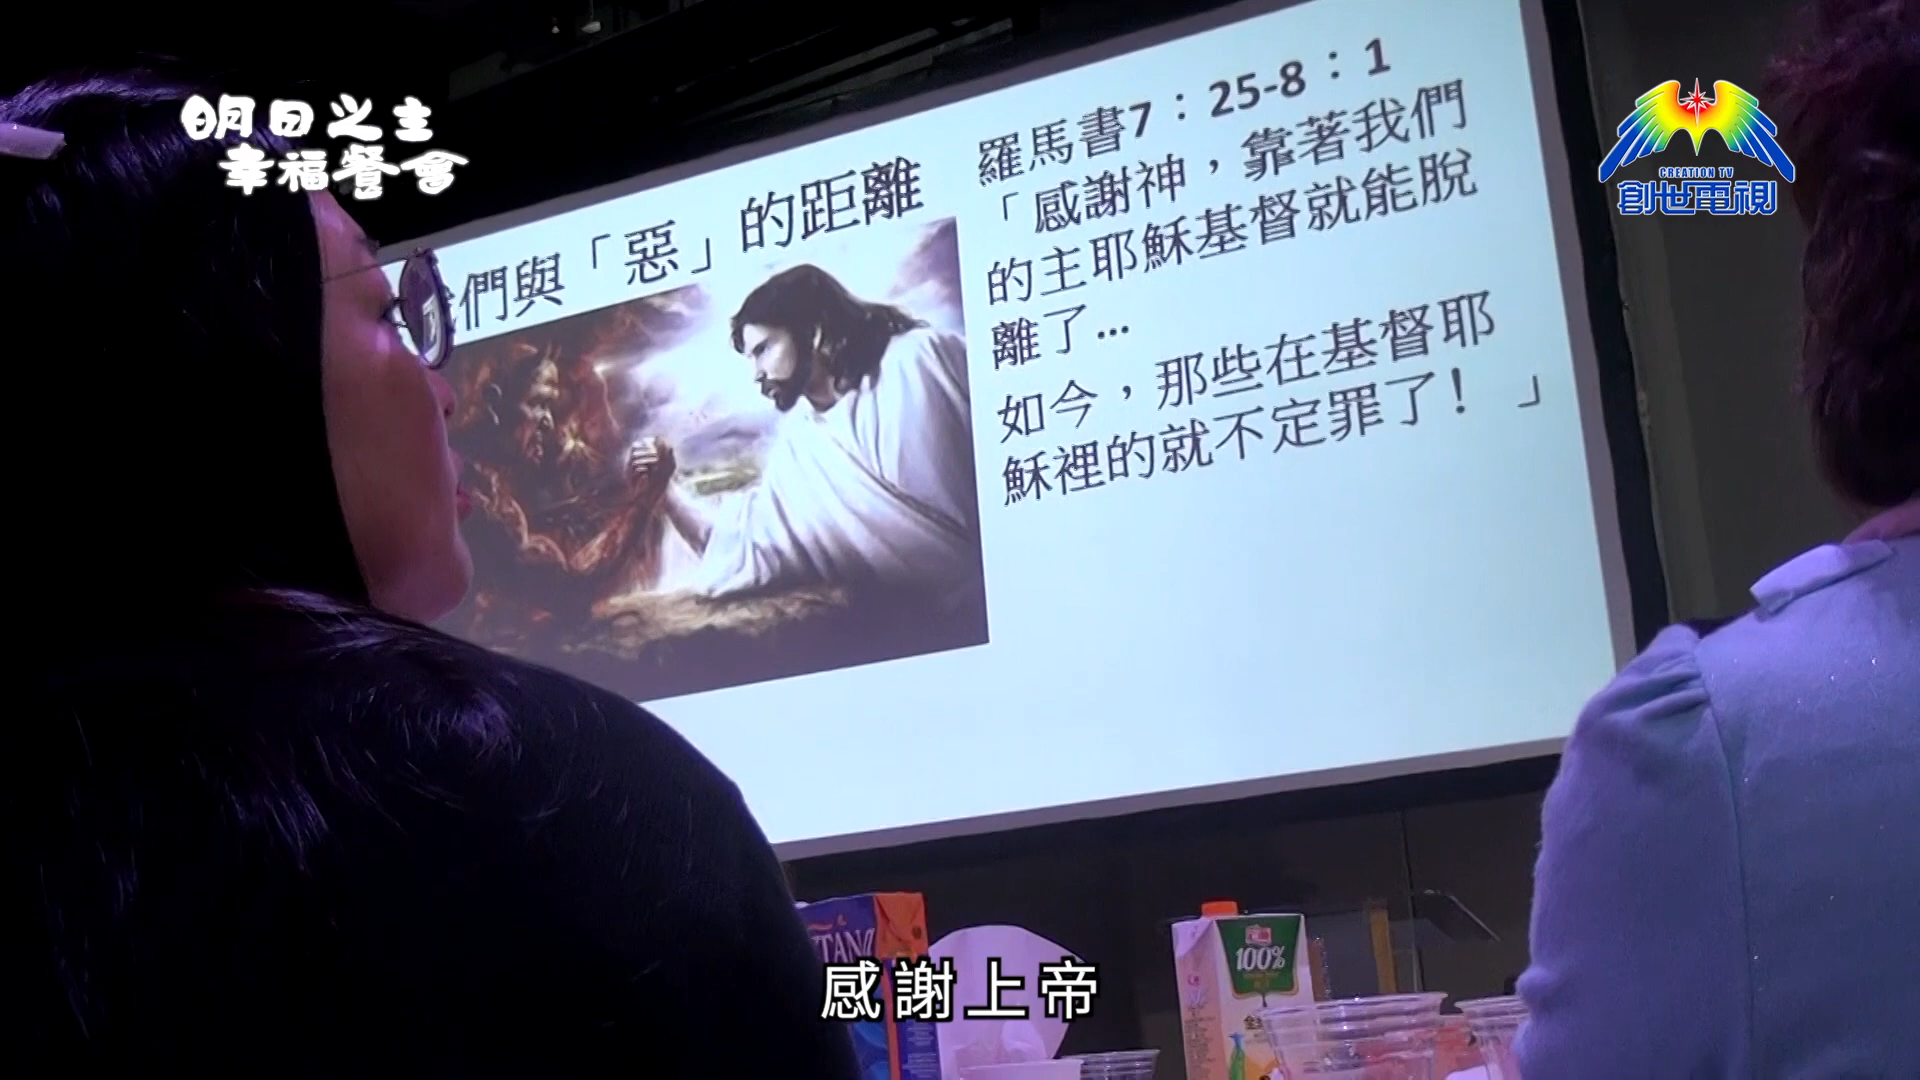 明日之主
幸福餐會
CREATION TV
創世電視
們與「惡」的距離
羅馬書7：25-8：1
「感謝神，靠著我們
的主耶穌基督就能脫
離了…
如今，那些在基督耶
穌裡的就不定罪了！」
TAN
100%
感謝上帝